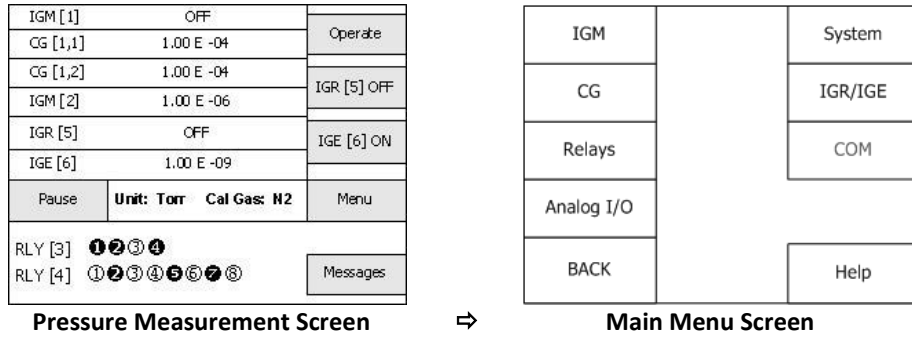 IGM [1] OFF
Operate
CG [1,1] 1.00 E -04
CG [1,2] 1.00 E -04
IGR [5] OFF
IGM [2] 1.00 E -06
IGR [5] OFF
IGE [6] ON
IGE [6] 1.00 E -09
Pause Unit: Torr Cal Gas: N2 Menu
RLY [3] ❶❷③❹
RLY [4] ①❷③④❺⑥❼⑧
Messages
Pressure Measurement Screen
⇨
IGM System
CG IGR/IGE
Relays COM
Analog I/O
BACK Help
Main Menu Screen